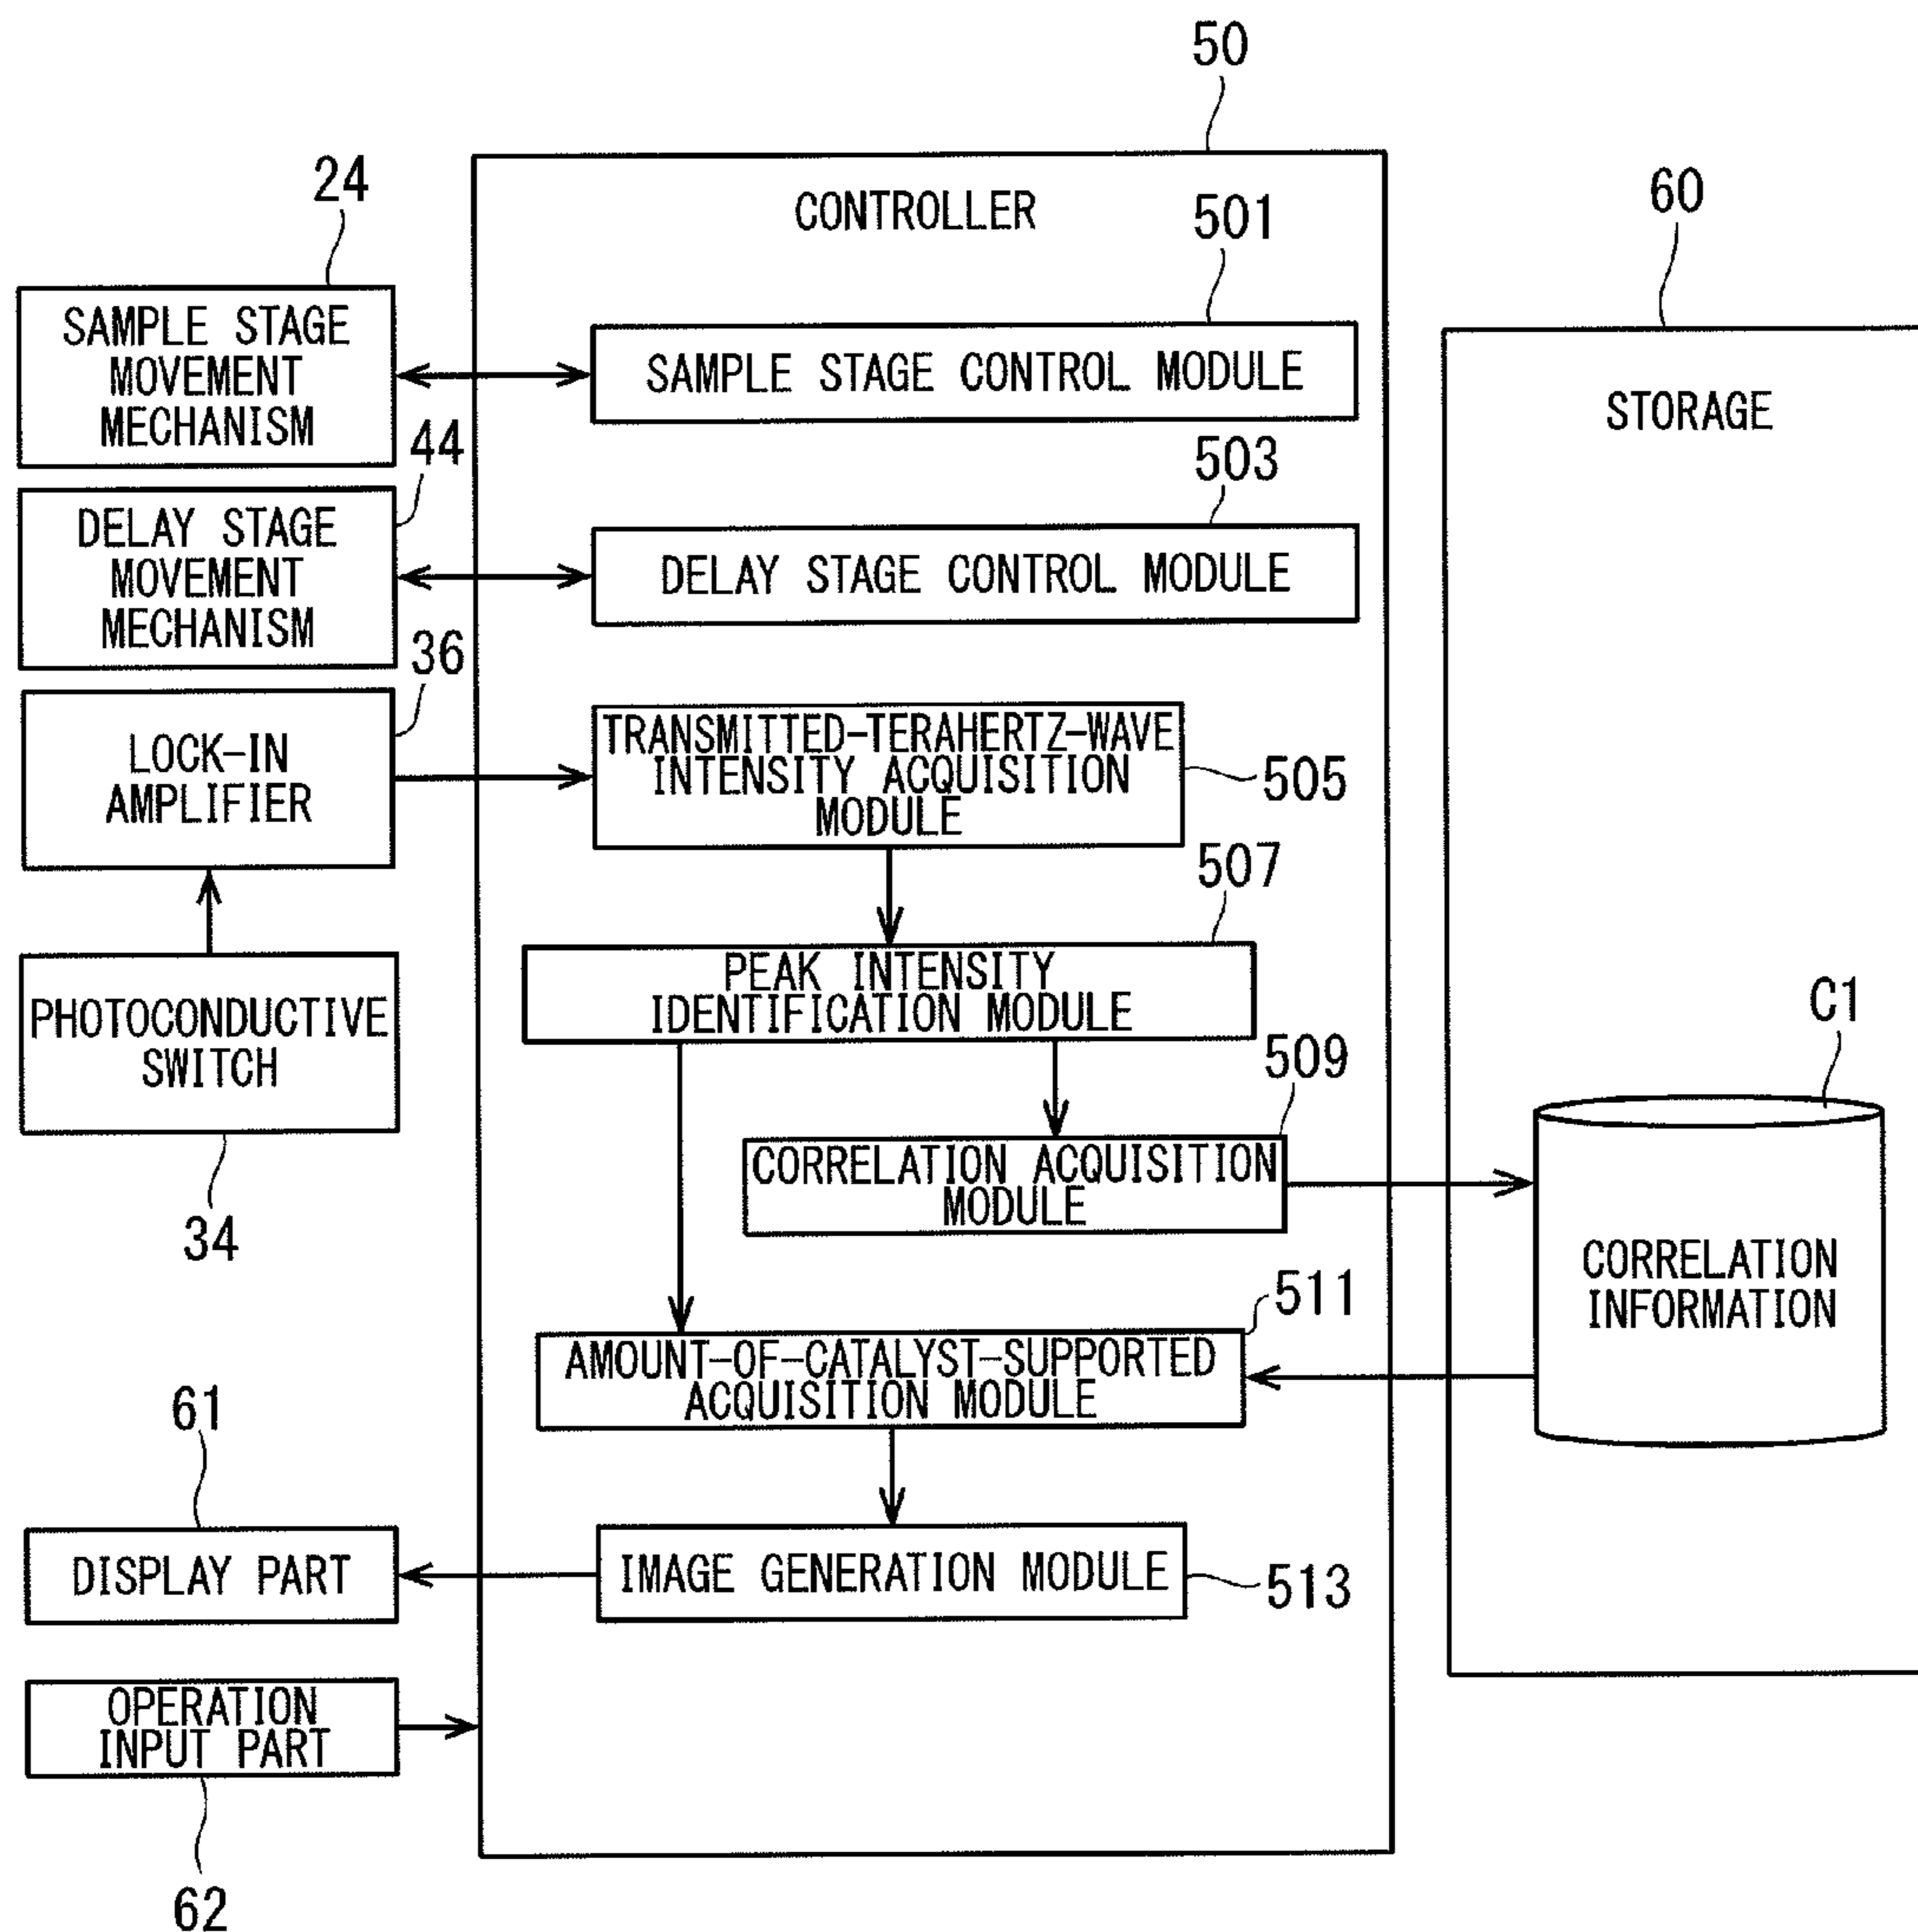 50
24
CONTROLLER
501
60
SAMPLE STAGE
MOVEMENT
MECHANISM
SAMPLE STAGE CONTROL MODULE
STORAGE
44
503
DELAY STAGE
MOVEMENT
MECHANISM
DELAY STAGE CONTROL MODULE
36
LOCK-IN
AMPLIFIER
TRANSMITTED-TERAHERTZ-WAVE
INTENSITY ACQUISITION
MODULE
505
507
PHOTOCONDUCTIVE
SWITCH
PEAK INTENSITY
IDENTIFICATION MODULE
C1
509
34
CORRELATION ACQUISITION
MODULE
CORRELATION
INFORMATION
511
AMOUNT-OF-CATALYST-SUPPORTED
ACQUISITION MODULE
61
DISPLAY PART
IMAGE GENERATION MODULE
513
OPERATION
INPUT PART
62